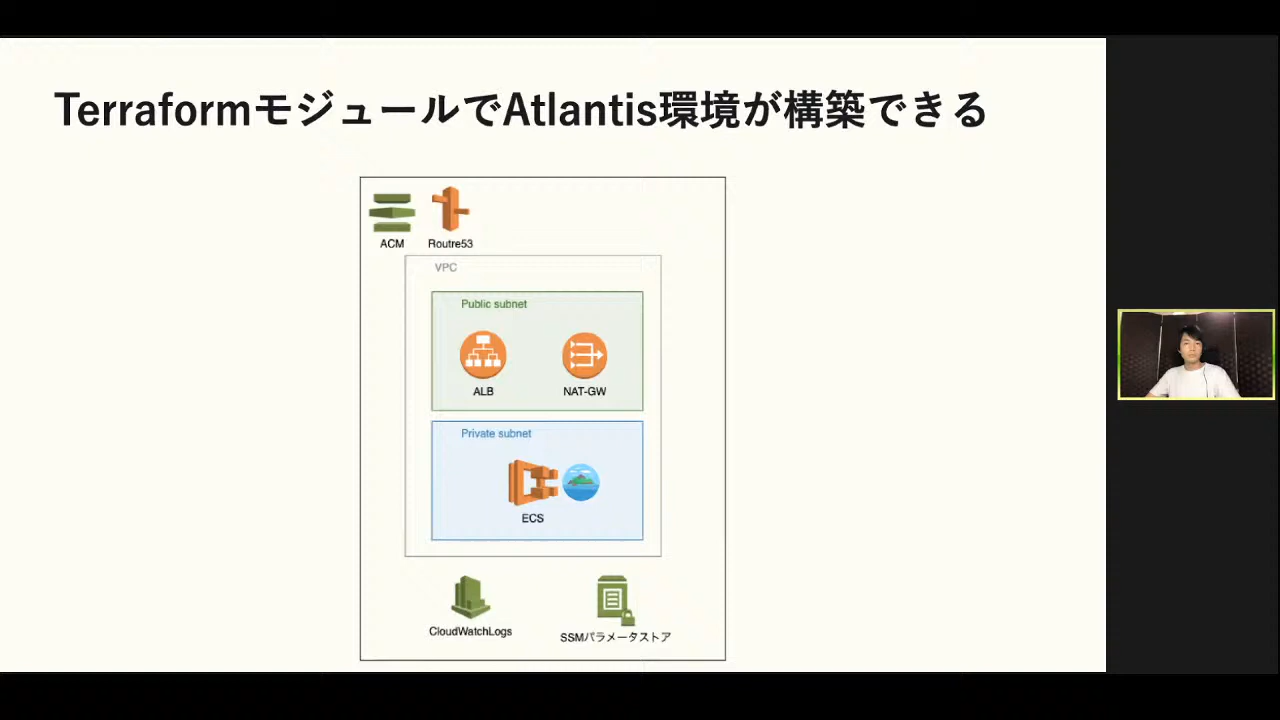 TerraformモジュールでAtlantis環境が構築できる
ACM
Routre53
VPC
Public subnet
ALB
NAT-GW
Private subnet
ECS
CloudWatchLogs
SSMパラメータストア